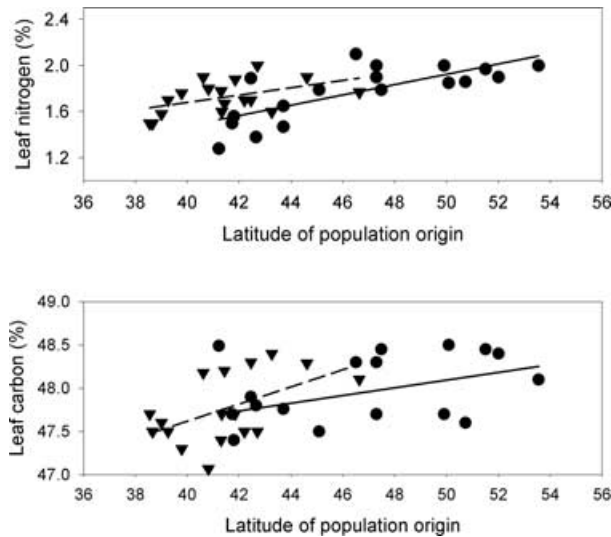 Leaf nitrogen (%)
2.4
2.0
1.6
1.2
36 38 40 42 44 46 48 50 52 54 56
Latitude of population origin
Leaf carbon (%)
49.0
48.5
48.0
47.5
47.0
36 38 40 42 44 46 48 50 52 54 56
Latitude of population origin